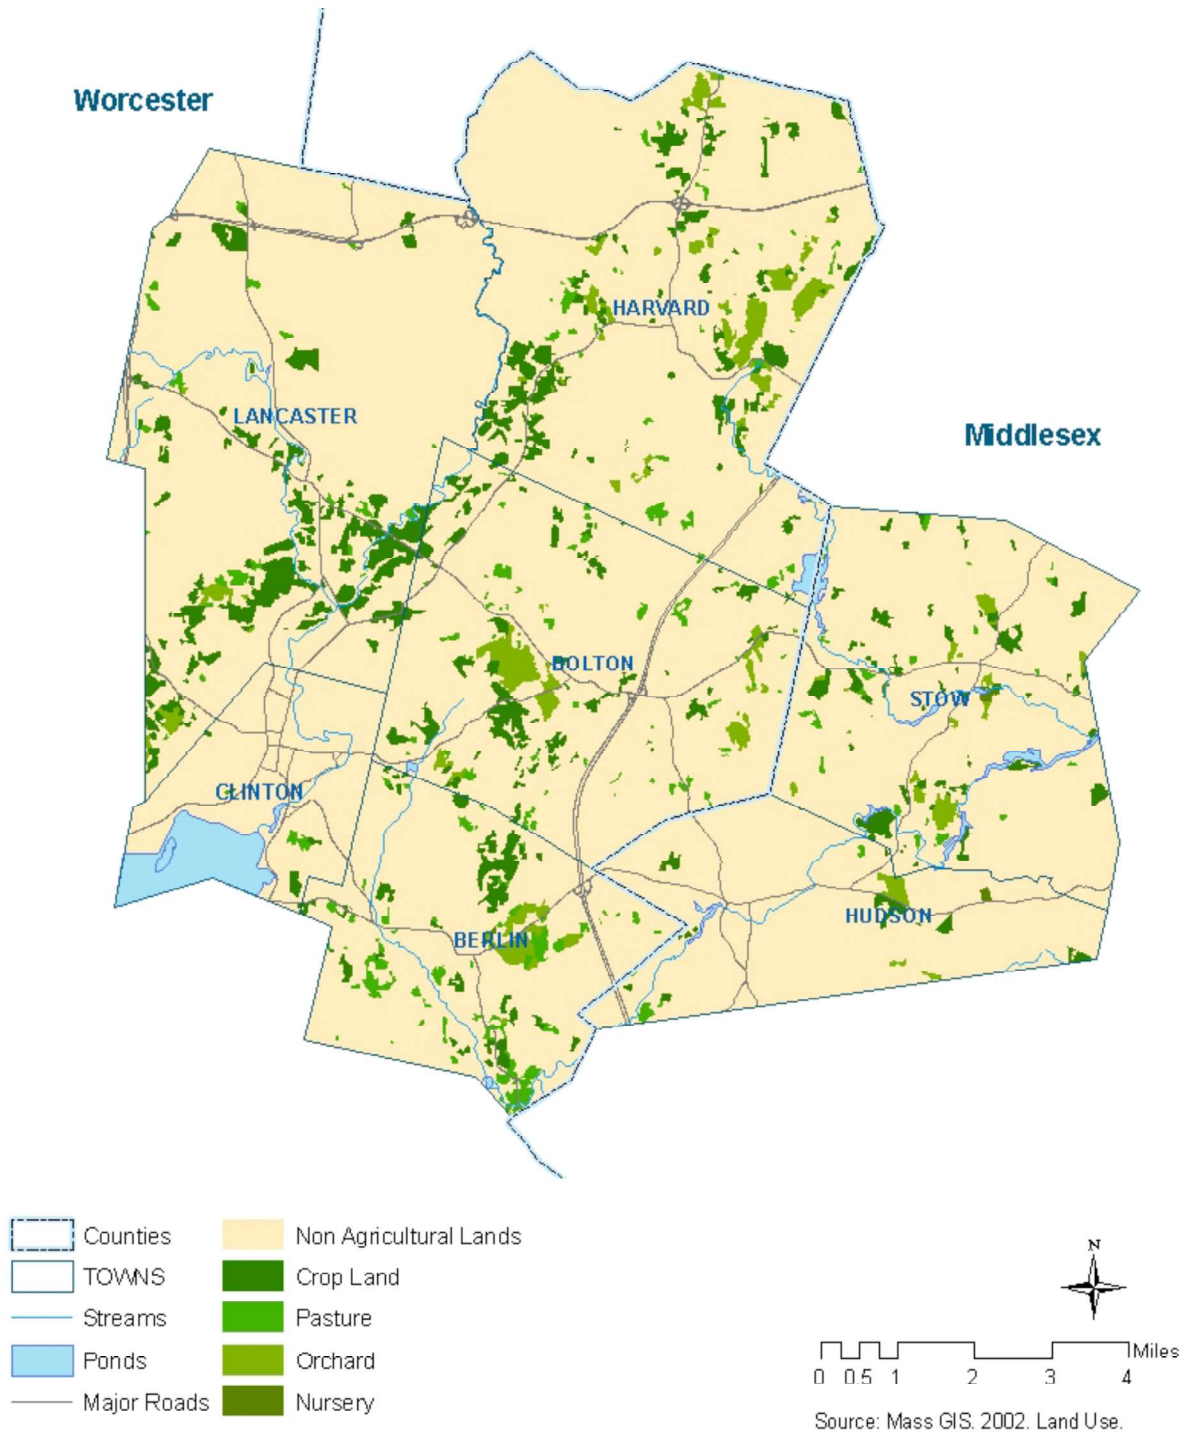 Worcester
HARVARD
LANCASTER
Middlesex
BOLTON
STOW
CLINTON
HUDSON
BERLIN
Counties
TOWNS
Streams
Ponds
Major Roads
Non Agricultural Lands
Crop Land
Pasture
Orchard
Nursery
N
Miles
0 0.5 1 2 3 4
Source: Mass GIS. 2002. Land Use.